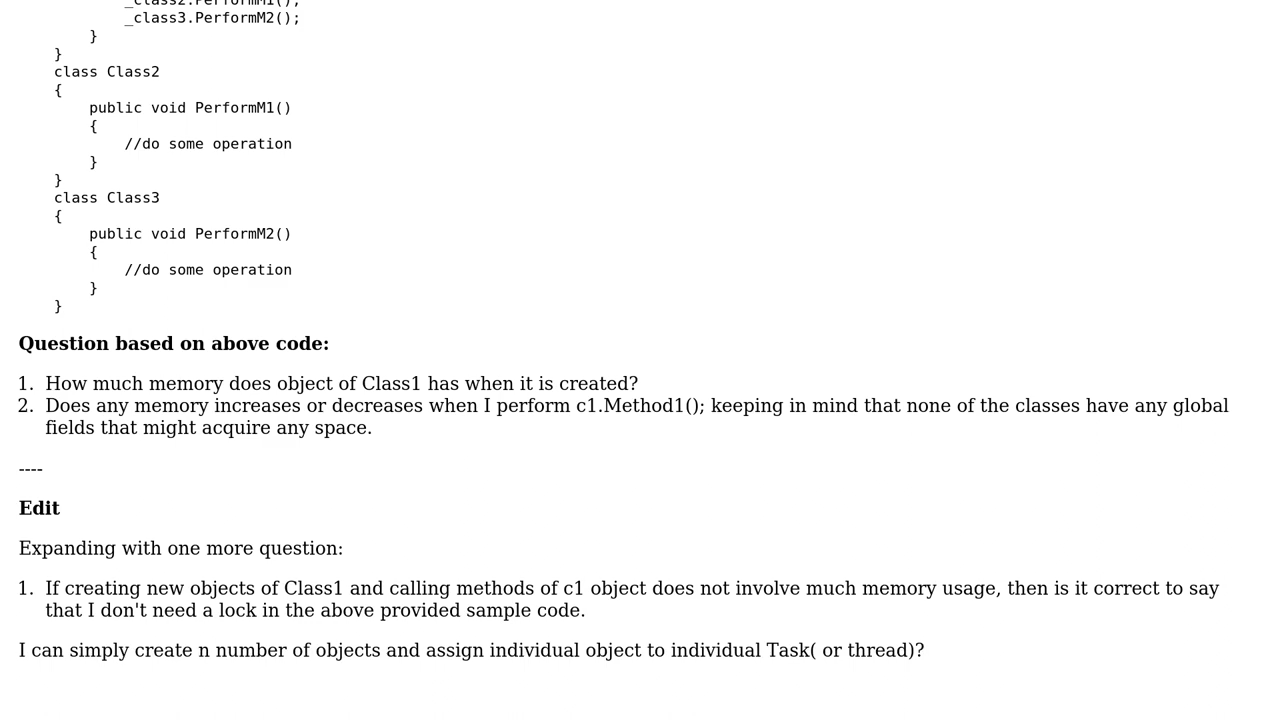 _class2.PerformM1();
_class3.PerformM2();
}
}
class Class2
{
public void PerformM1()
{
//do some operation
}
}
class Class3
{
public void PerformM2()
{
//do some operation
}
}
Question based on above code:
1. How much memory does object of Class1 has when it is created?
2. Does any memory increases or decreases when I perform c1.Method1(); keeping in mind that none of the classes have any global
fields that might acquire any space.
----
Edit
Expanding with one more question:
1. If creating new objects of Class1 and calling methods of c1 object does not involve much memory usage, then is it correct to say
that I don't need a lock in the above provided sample code.
I can simply create n number of objects and assign individual object to individual Task( or thread)?